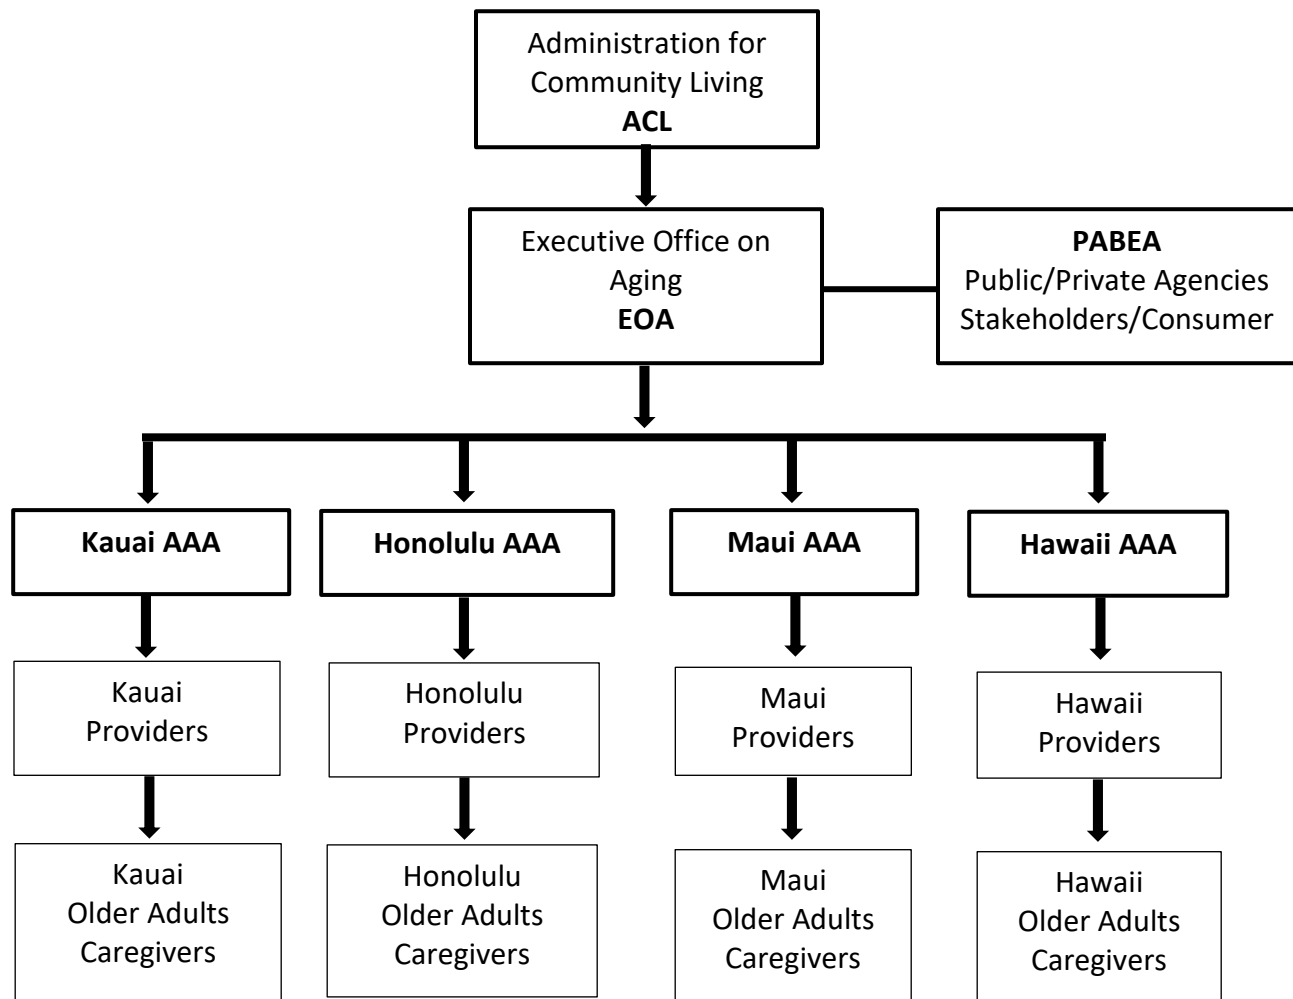 Administration for
Community Living
ACL
Executive Office on
Aging
EOA
PABEA
Public/Private Agencies
Stakeholders/Consumer
Kauai AAA
Honolulu AAA
Maui AAA
Hawaii AAA
Kauai
Providers
Honolulu
Providers
Maui
Providers
Hawaii
Providers
Kauai
Older Adults
Caregivers
Honolulu
Older Adults
Caregivers
Maui
Older Adults
Caregivers
Hawaii
Older Adults
Caregivers